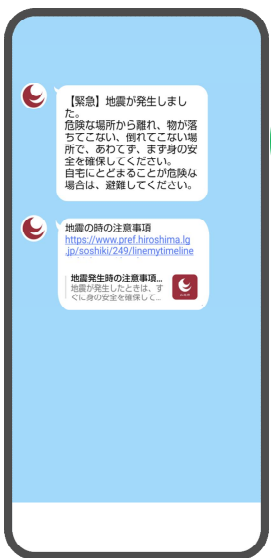 【緊急】地震が発生しまし
た。
危険な場所から離れ、物が落
ちてこない、倒れてこない場
所で、あわてず、まず身の安
全を確保してください。
自宅にとどまることが危険な
場合は、避難してください。
地震の時の注意事項
https://www.pref.hiroshima.lg
.jp/soshiki/249/linemytimeline
地震発生時の注意事項...
地震が発生したときは、す
ぐに身の安全を確保して...